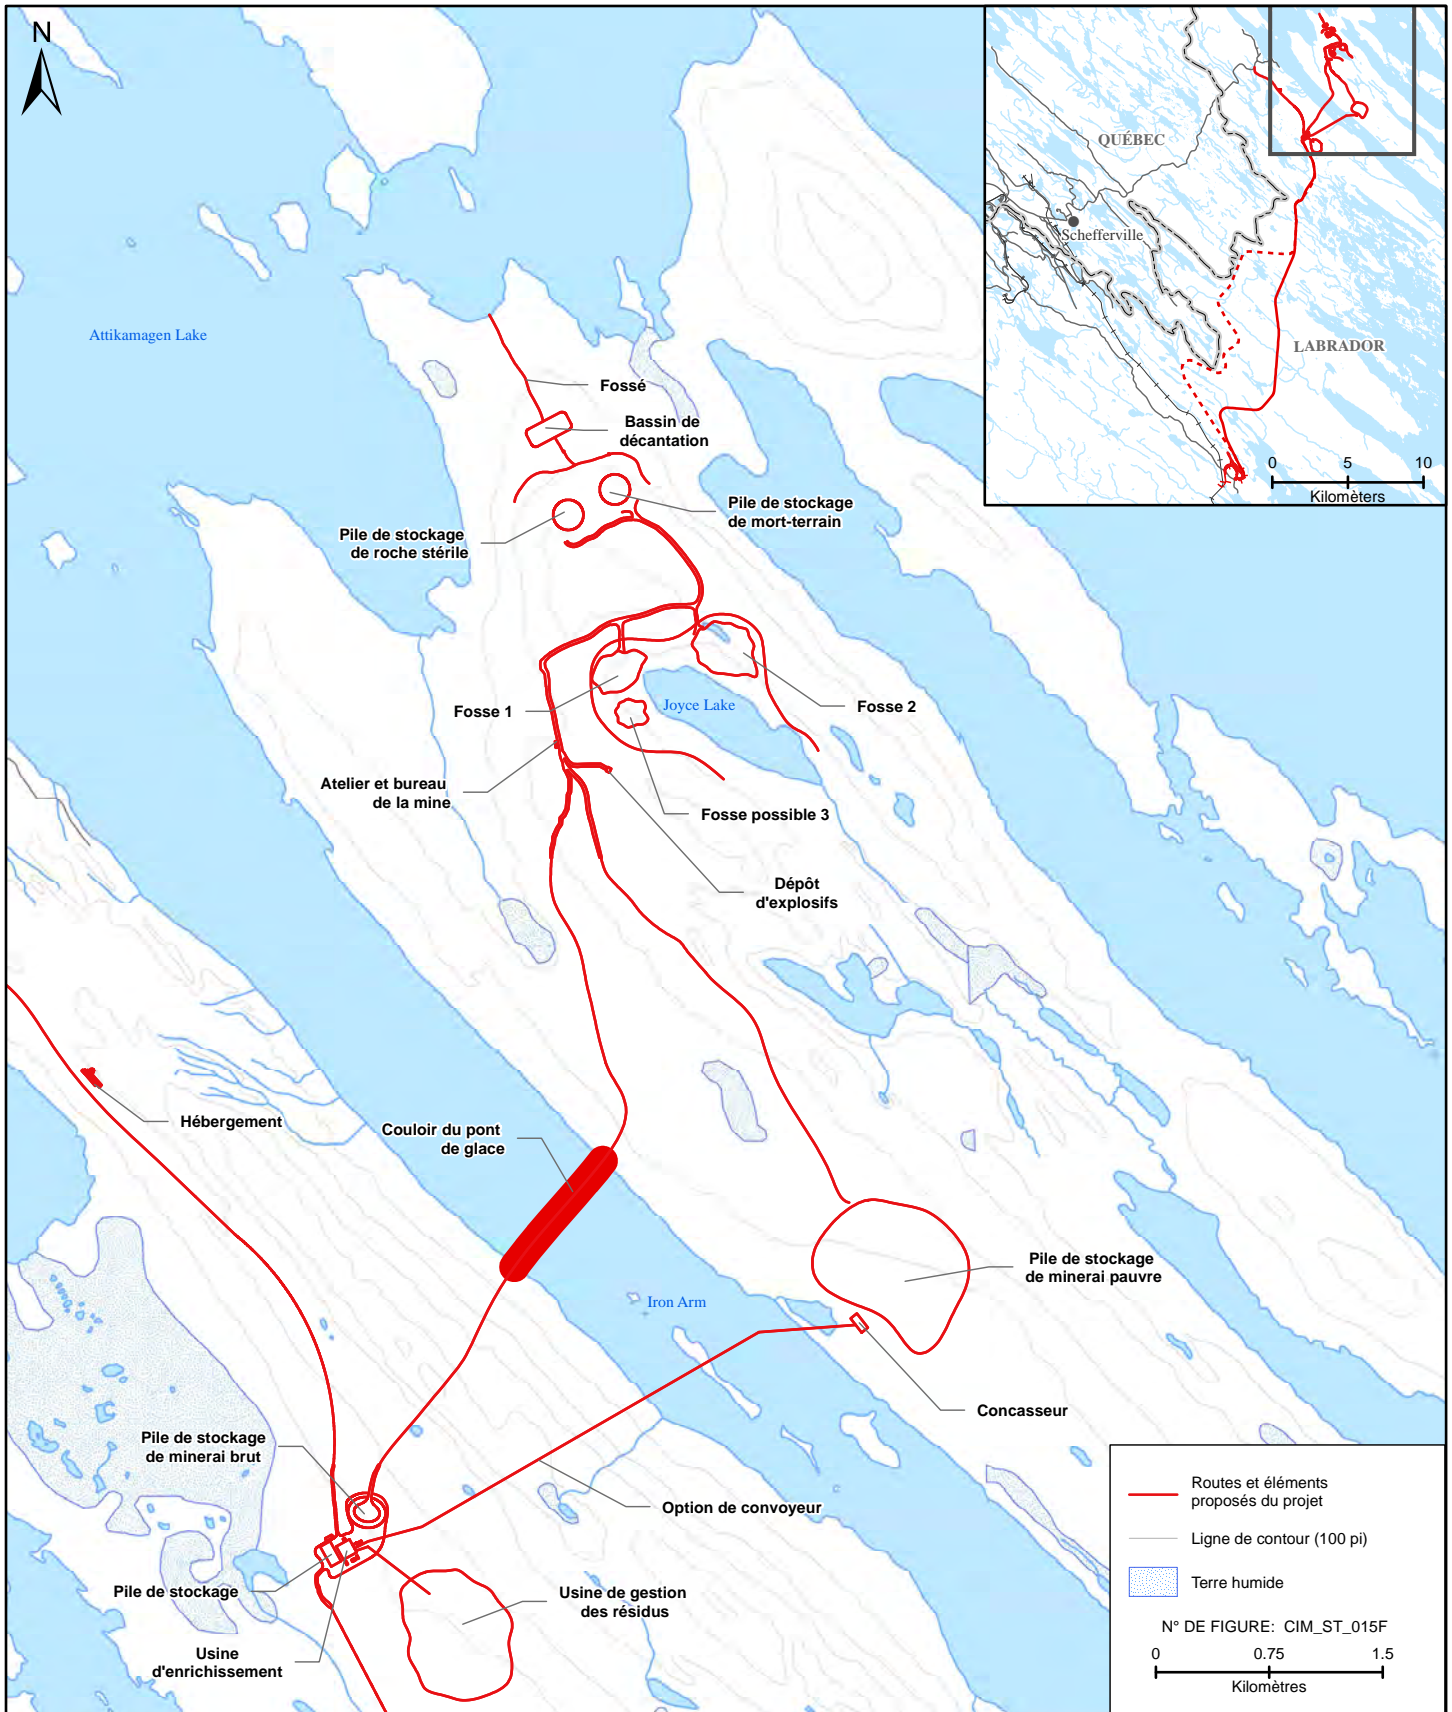 N
QUÉBEC
Schefferville
LABRADOR
0 5 10
Kilomèters
Attikamagen Lake
Fossé
Bassin de
décantation
Pile de stockage
de mort-terrain
Pile de stockage
de roche stérile
Fosse 1
Joyce Lake
Fosse 2
Atelier et bureau
de la mine
Fosse possible 3
Dépôt
d'explosifs
Hébergement
Couloir du pont
de glace
Pile de stockage
de minerai pauvre
Iron Arm
Concasseur
Pile de stockage
de minerai brut
Option de convoyeur
Pile de stockage
Usine de gestion
des résidus
Usine
d'enrichissement
Routes et éléments
proposés du projet
Ligne de contour (100 pi)
Terre humide
N° DE FIGURE: CIM_ST_015F
0 0.75 1.5
Kilomètres